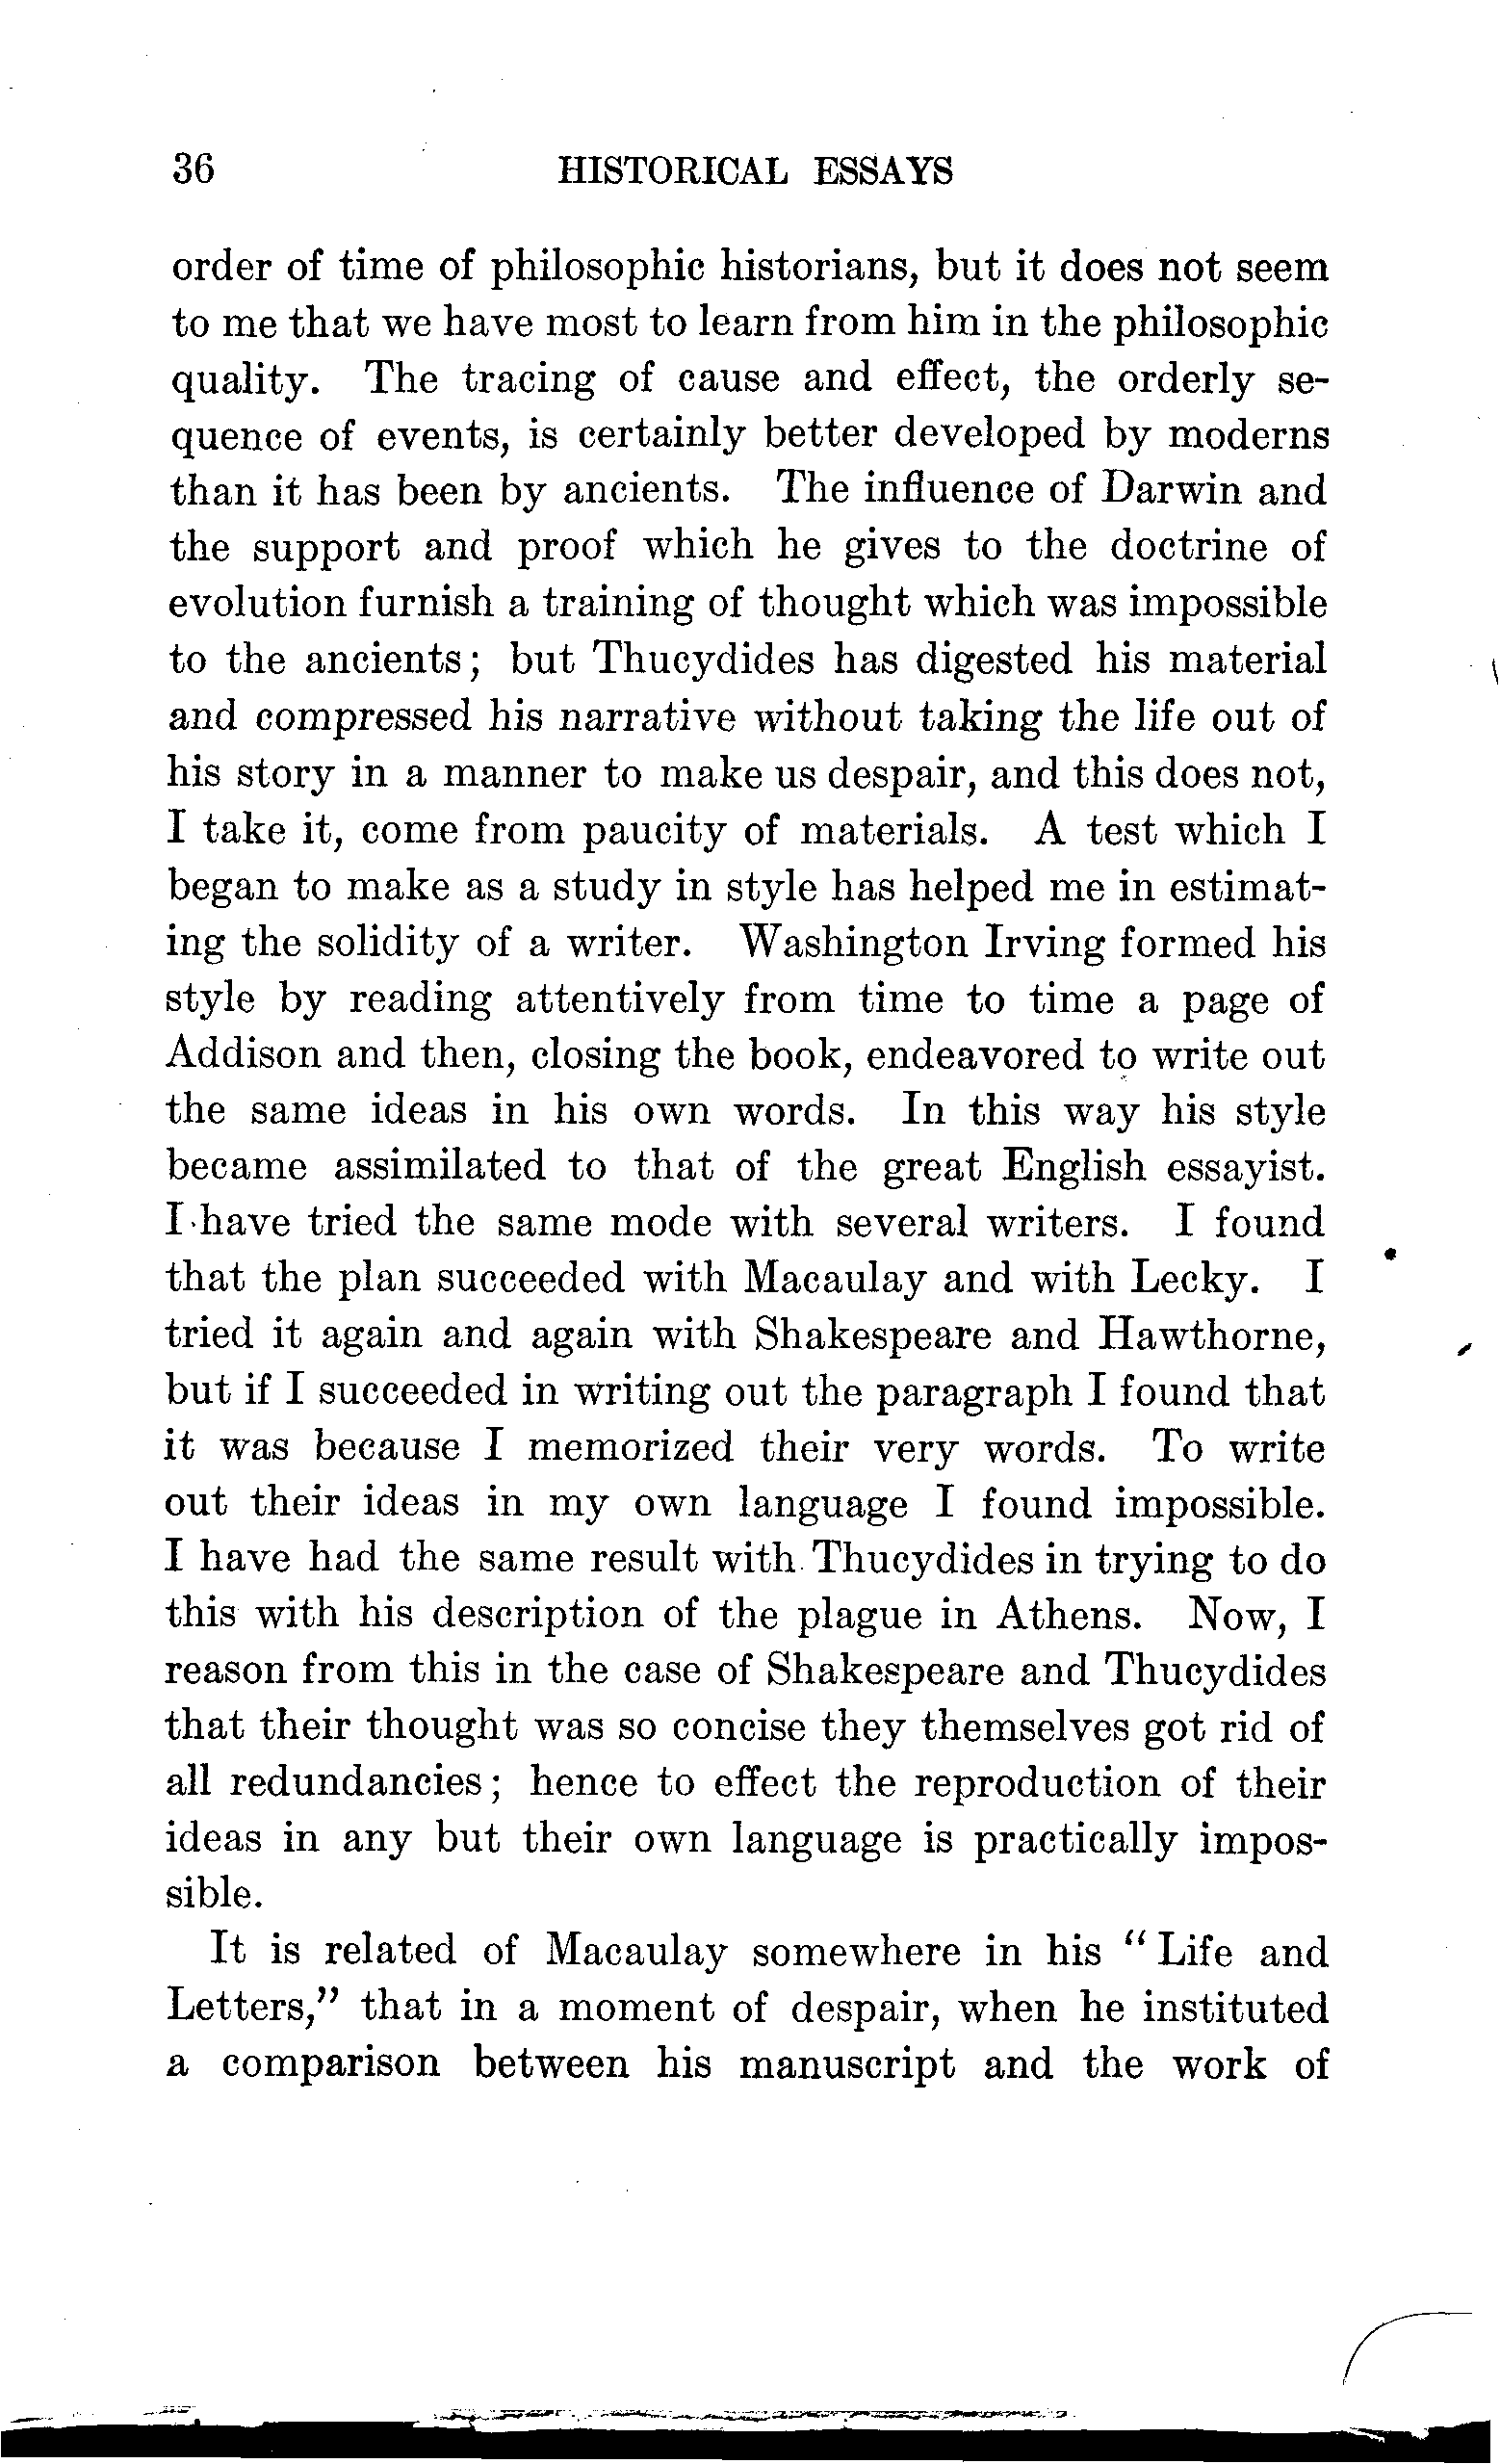 36 HISTORICAL ESSAYS
order of time of philosophic historians, but it does not seem
to me that we have most to learn from him in the philosophic
quality. The tracing of cause and effect, the orderly se-
quence of events, is certainly better developed by moderns
than it has been by ancients. The influence of Darwin and
the support and proof which he gives to the doctrine of
evolution furnish a training of thought which was impossible
to the ancients; but Thucydides has digested his material
and compressed his narrative without taking the life out of
his story in a manner to make us despair, and this does not,
I take it, come from paucity of materials. A test which I
began to make as a study in style has helped me in estimat-
ing the solidity of a writer. Washington Irving formed his
style by reading attentively from time to time a page of
Addison and then, closing the book, endeavored to write out
the same ideas in his own words. In this way his style
became assimilated to that of the great English essayist.
I have tried the same mode with several writers. I found
that the plan succeeded with Macaulay and with Lecky. I
tried it again and again with Shakespeare and Hawthorne,
but if I succeeded in writing out the paragraph I found that
it was because I memorized their very words. To write
out their ideas in my own language I found impossible.
I have had the same result with Thucydides in trying to do
this with his description of the plague in Athens. Now, I
reason from this in the case of Shakespeare and Thucydides
that their thought was so concise they themselves got rid of
all redundancies; hence to effect the reproduction of their
ideas in any but their own language is practically impos-
sible.
It is related of Macaulay somewhere in his "Life and
Letters," that in a moment of despair, when he instituted
a comparison between his manuscript and the work of